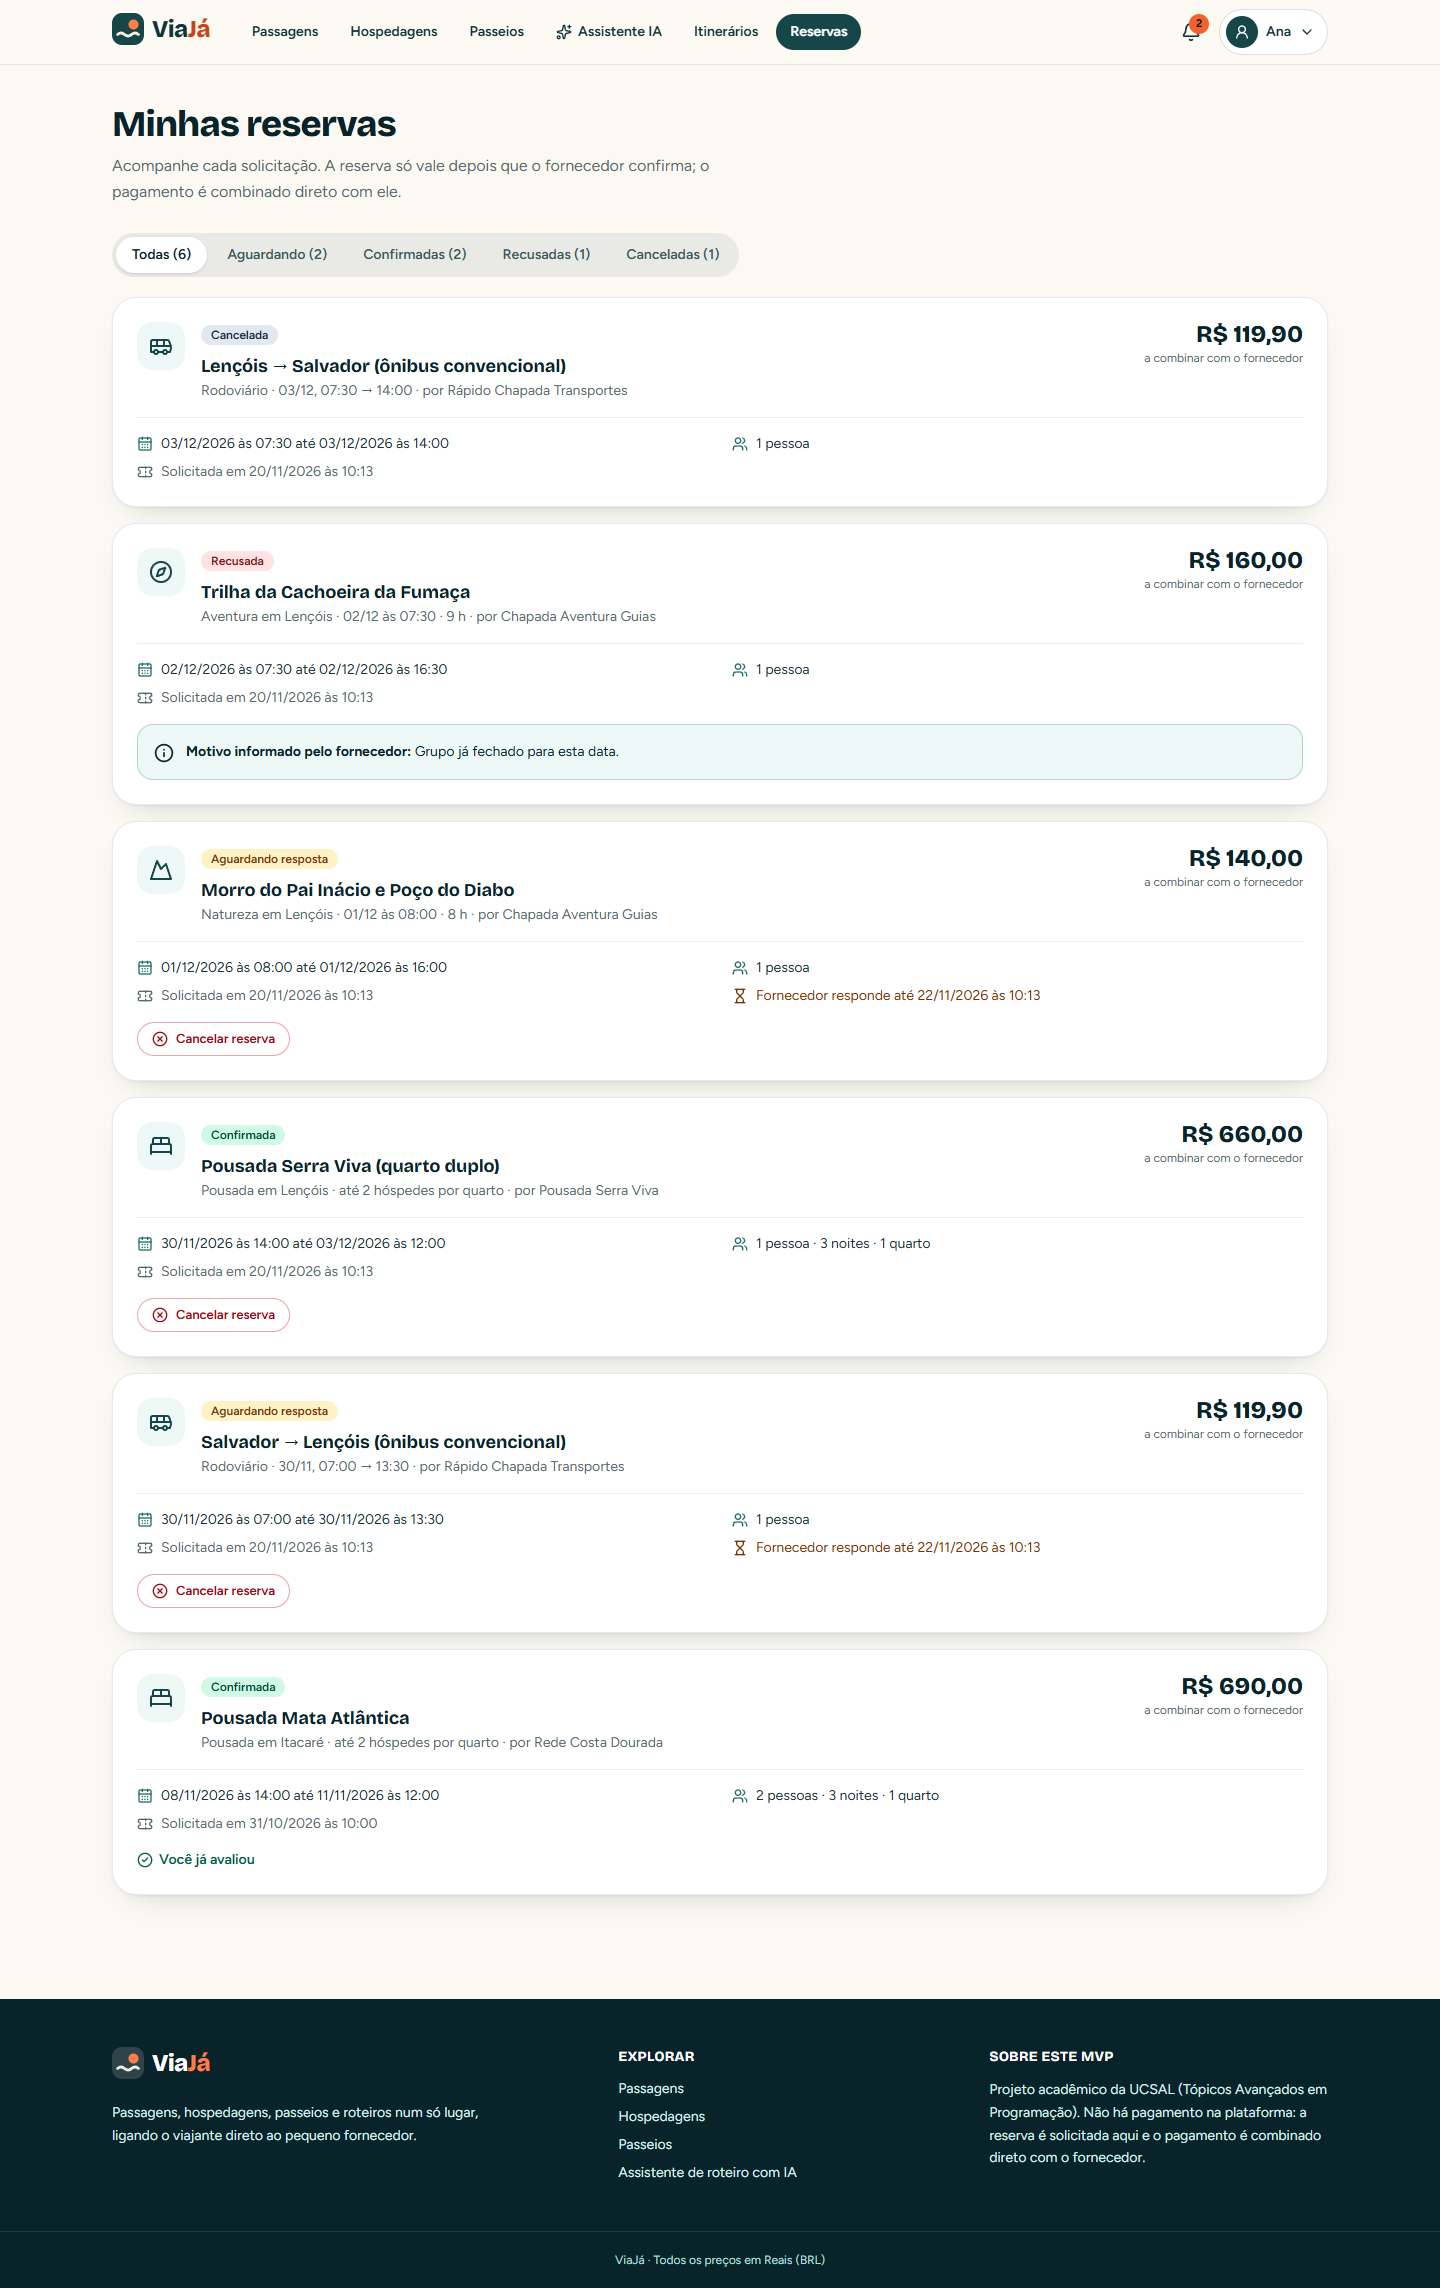 ViaJá
Passagens
Hospedagens
Passeios
Assistente IA
Itinerários
Reservas
2
Ana
Minhas reservas
Acompanhe cada solicitação. A reserva só vale depois que o fornecedor confirma; o
pagamento é combinado direto com ele.
Todas (6)
Aguardando (2)
Confirmadas (2)
Recusadas (1)
Canceladas (1)
Cancelada
R$ 119,90
a combinar com o fornecedor
Lençóis → Salvador (ônibus convencional)
Rodoviário · 03/12, 07:30 → 14:00 · por Rápido Chapada Transportes
03/12/2026 às 07:30 até 03/12/2026 às 14:00
1 pessoa
Solicitada em 20/11/2026 às 10:13
Recusada
R$ 160,00
a combinar com o fornecedor
Trilha da Cachoeira da Fumaça
Aventura em Lençóis · 02/12 às 07:30 · 9 h · por Chapada Aventura Guias
02/12/2026 às 07:30 até 02/12/2026 às 16:30
1 pessoa
Solicitada em 20/11/2026 às 10:13
Motivo informado pelo fornecedor: Grupo já fechado para esta data.
Aguardando resposta
R$ 140,00
a combinar com o fornecedor
Morro do Pai Inácio e Poço do Diabo
Natureza em Lençóis · 01/12 às 08:00 · 8 h · por Chapada Aventura Guias
01/12/2026 às 08:00 até 01/12/2026 às 16:00
1 pessoa
Solicitada em 20/11/2026 às 10:13
Fornecedor responde até 22/11/2026 às 10:13
Cancelar reserva
Confirmada
R$ 660,00
a combinar com o fornecedor
Pousada Serra Viva (quarto duplo)
Pousada em Lençóis · até 2 hóspedes por quarto · por Pousada Serra Viva
30/11/2026 às 14:00 até 03/12/2026 às 12:00
1 pessoa · 3 noites · 1 quarto
Solicitada em 20/11/2026 às 10:13
Cancelar reserva
Aguardando resposta
R$ 119,90
a combinar com o fornecedor
Salvador → Lençóis (ônibus convencional)
Rodoviário · 30/11, 07:00 → 13:30 · por Rápido Chapada Transportes
30/11/2026 às 07:00 até 30/11/2026 às 13:30
1 pessoa
Solicitada em 20/11/2026 às 10:13
Fornecedor responde até 22/11/2026 às 10:13
Cancelar reserva
Confirmada
R$ 690,00
a combinar com o fornecedor
Pousada Mata Atlântica
Pousada em Itacaré · até 2 hóspedes por quarto · por Rede Costa Dourada
08/11/2026 às 14:00 até 11/11/2026 às 12:00
2 pessoas · 3 noites · 1 quarto
Solicitada em 31/10/2026 às 10:00
Você já avaliou
ViaJá
Passagens, hospedagens, passeios e roteiros num só lugar,
ligando o viajante direto ao pequeno fornecedor.
EXPLORAR
Passagens
Hospedagens
Passeios
Assistente de roteiro com IA
SOBRE ESTE MVP
Projeto acadêmico da UCSAL (Tópicos Avançados em
Programação). Não há pagamento na plataforma: a
reserva é solicitada aqui e o pagamento é combinado
direto com o fornecedor.
ViaJá · Todos os preços em Reais (BRL)